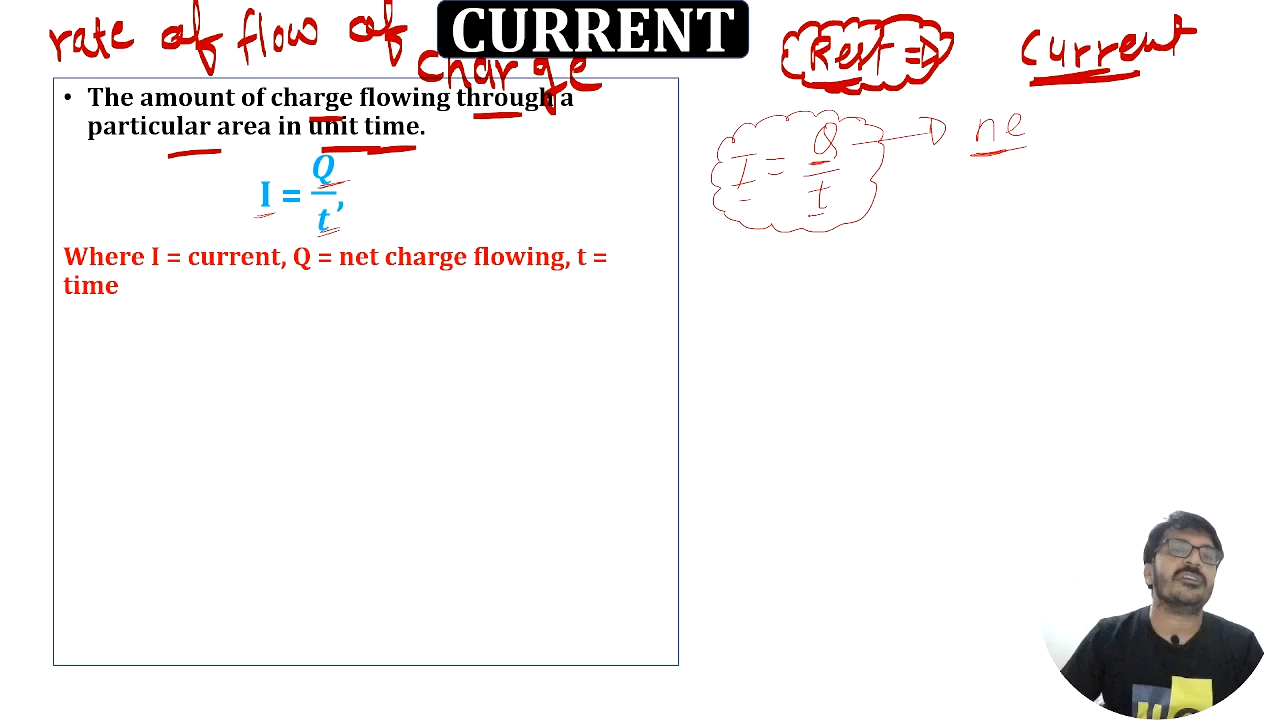 rate of flow of charge
CURRENT
Rest => Current
• The amount of charge flowing through a
particular area in unit time.
I = Q/t,
Where I = current, Q = net charge flowing, t =
time
I = Q/t → ne